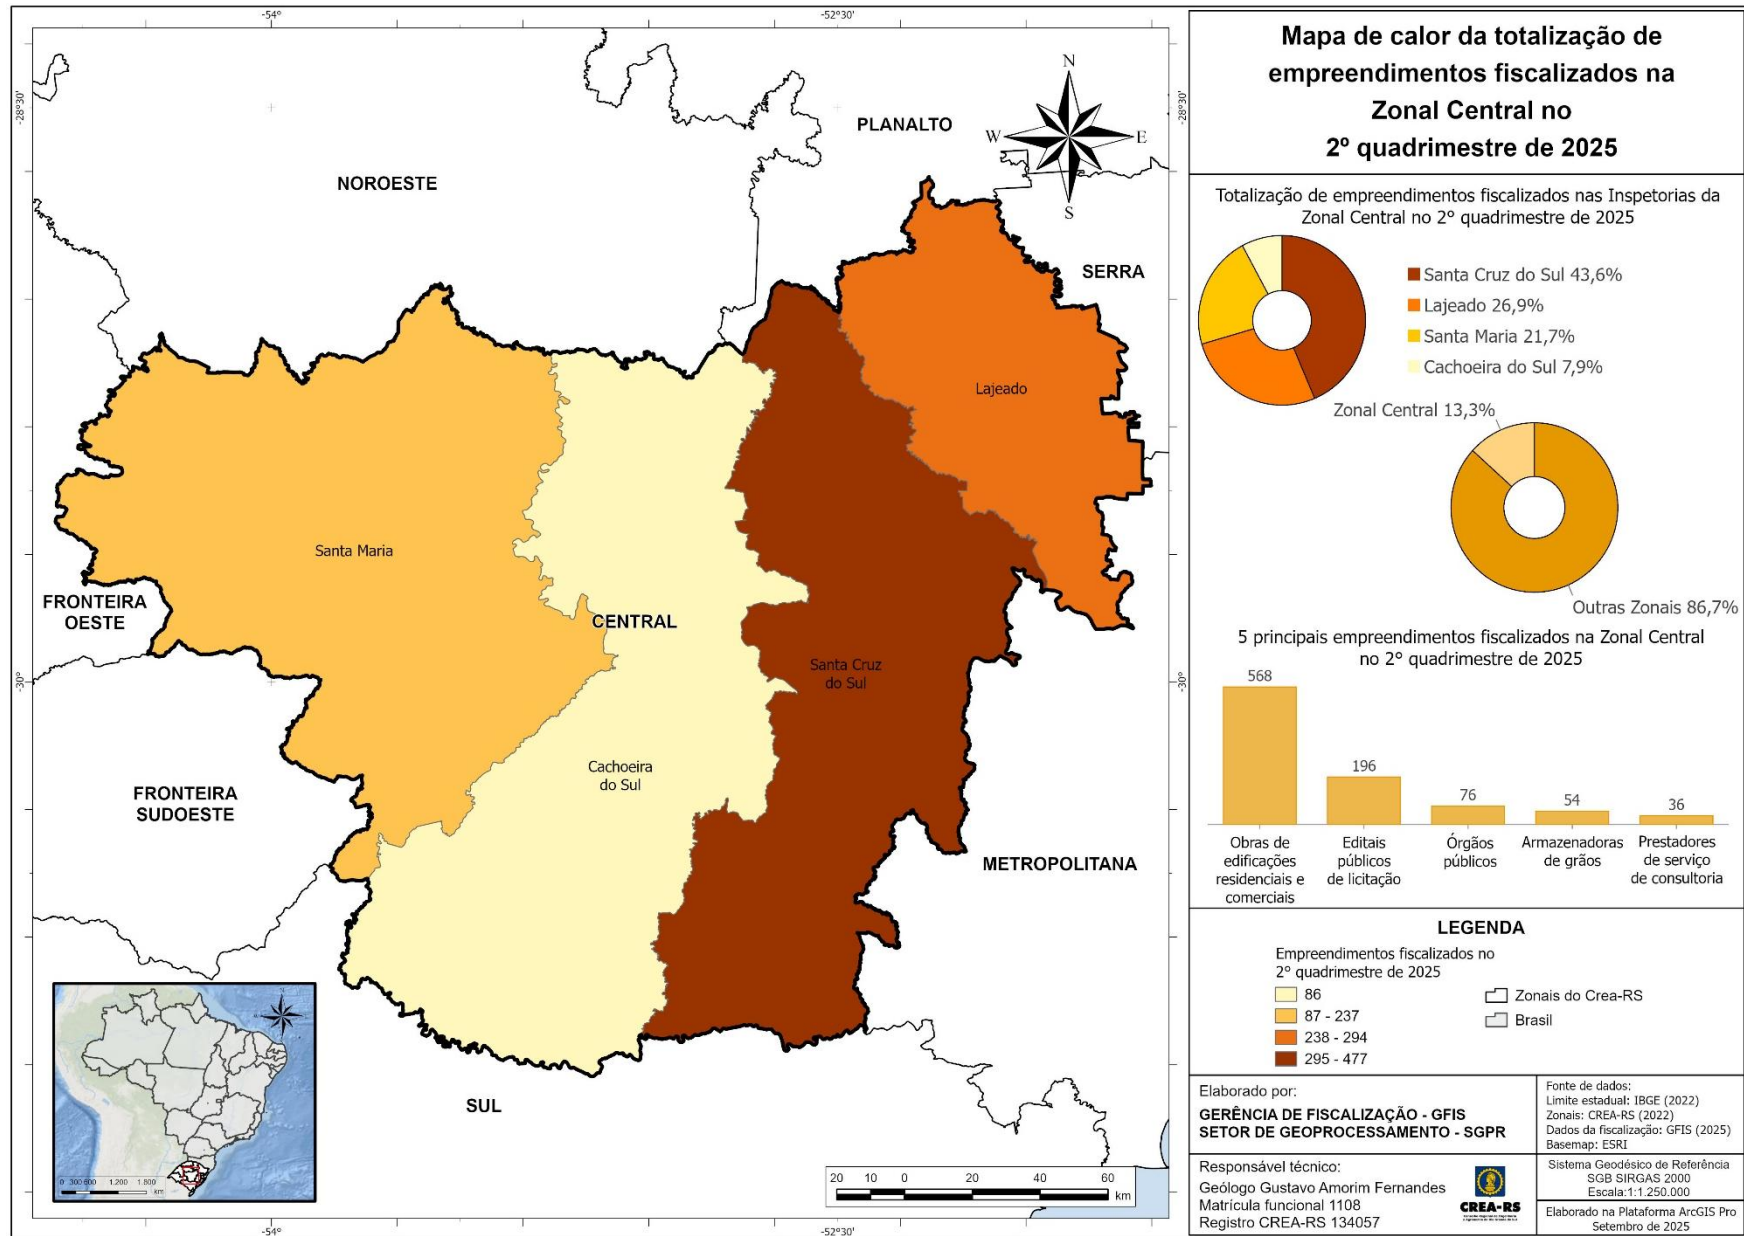 -54°
-52°30'
-28°30'
-28°30'
-30°
-30°
-54°
-52°30'
NOROESTE
PLANALTO
SERRA
N
W
E
S
Lajeado
Santa Maria
FRONTEIRA
OESTE
CENTRAL
Santa Cruz
do Sul
Cachoeira
do Sul
FRONTEIRA
SUDOESTE
METROPOLITANA
SUL
0 300 600 1.200 1.800
km
20 10 0 20 40 60
km
Mapa de calor da totalização de
empreendimentos fiscalizados na
Zonal Central no
2º quadrimestre de 2025
Totalização de empreendimentos fiscalizados nas Inspetorias da
Zonal Central no 2º quadrimestre de 2025
Santa Cruz do Sul 43,6%
Lajeado 26,9%
Santa Maria 21,7%
Cachoeira do Sul 7,9%
Zonal Central 13,3%
Outras Zonais 86,7%
5 principais empreendimentos fiscalizados na Zonal Central
no 2º quadrimestre de 2025
568
196
76
54
36
Obras de
edificações
residenciais e
comerciais
Editais
públicos
de licitação
Órgãos
públicos
Armazenadoras
de grãos
Prestadores
de serviço
de consultoria
LEGENDA
Empreendimentos fiscalizados no
2º quadrimestre de 2025
86
87 - 237
238 - 294
295 - 477
Zonais do Crea-RS
Brasil
Elaborado por:
GERÊNCIA DE FISCALIZAÇÃO - GFIS
SETOR DE GEOPROCESSAMENTO - SGPR
Fonte de dados:
Limite estadual: IBGE (2022)
Zonais: CREA-RS (2022)
Dados da fiscalização: GFIS (2025)
Basemap: ESRI
Responsável técnico:
Geólogo Gustavo Amorim Fernandes
Matrícula funcional 1108
Registro CREA-RS 134057
CREA-RS
Sistema Geodésico de Referência
SGB SIRGAS 2000
Escala:1:1.250.000
Elaborado na Plataforma ArcGIS Pro
Setembro de 2025